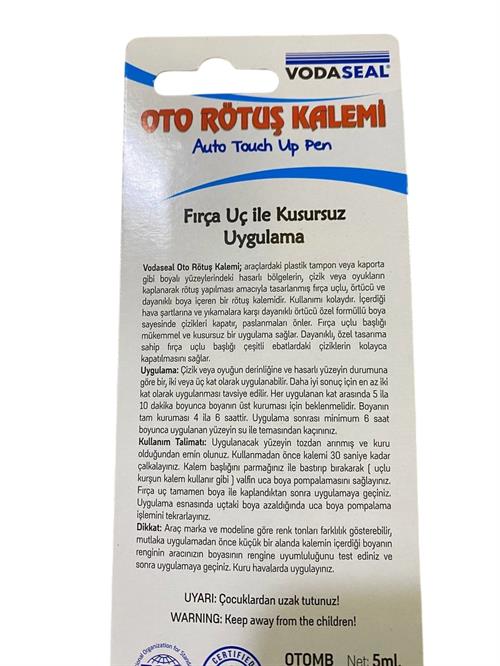 VODASEAL®
OTO RÖTUŞ KALEMİ
Auto Touch Up Pen
Fırça Uç ile Kusursuz
Uygulama
Vodaseal Oto Rötuş Kalemi; araçlardaki plastik tampon veya kaporta
gibi boyalı yüzeylerindeki hasarlı bölgelerin, çizik veya oyukların
kaplanarak rötuş yapılması amacıyla tasarlanmış fırça uçlu, örtücü ve
dayanıklı boya içeren bir rötuş kalemidir. Kullanımı kolaydır. İçerdiği
hava şartlarına ve yıkamalara karşı dayanıklı örtücü özel formüllü boya
sayesinde çizikleri kapatır, paslanmaları önler. Fırça uçlu başlığı
mükemmel ve kusursuz bir uygulama sağlar. Dayanıklı, özel tasarıma
sahip fırça uçlu başlığı çeşitli ebatlardaki çiziklerin kolayca
kapatılmasını sağlar.
Uygulama: Çizik veya oyuğun derinliğine ve hasarlı yüzeyin durumuna
göre bir, iki veya üç kat olarak uygulanabilir. Daha iyi sonuç için en az iki
kat olarak uygulanması tavsiye edilir. Her uygulanan kat arasında 5 ila
10 dakika boyunca boyanın üst kuruması için beklenmelidir. Boyanın
tam kuruması 4 ila 6 saattir. Uygulama sonrası minimum 6 saat
boyunca uygulanan yüzeyin su ile temasından kaçınınız.
Kullanım Talimatı: Uygulanacak yüzeyin tozdan arınmış ve kuru
olduğundan emin olunuz. Kullanmadan önce kalemi 30 saniye kadar
çalkalayınız. Kalem başlığını parmağınız ile bastırıp bırakarak ( uçlu
kurşun kalem kullanır gibi ) valfin uca boya pompalamasını sağlayınız.
Fırça uç tamamen boya ile kaplandıktan sonra uygulamaya geçiniz.
Uygulama esnasında uçtaki boya azaldığında uca boya pompalama
işlemini tekrarlayınız.
Dikkat: Araç marka ve modeline göre renk tonları farklılık gösterebilir,
mutlaka uygulamadan önce küçük bir alanda kalemin içerdiği boyanın
renginin aracınızın boyasının rengine uyumluluğunu test ediniz ve
sonra uygulamaya geçiniz. Kuru havalarda uygulayınız.
UYARI: Çocuklardan uzak tutunuz!
WARNING: Keep away from the children!
CERTIFIED
OTOMB Net: 5mL